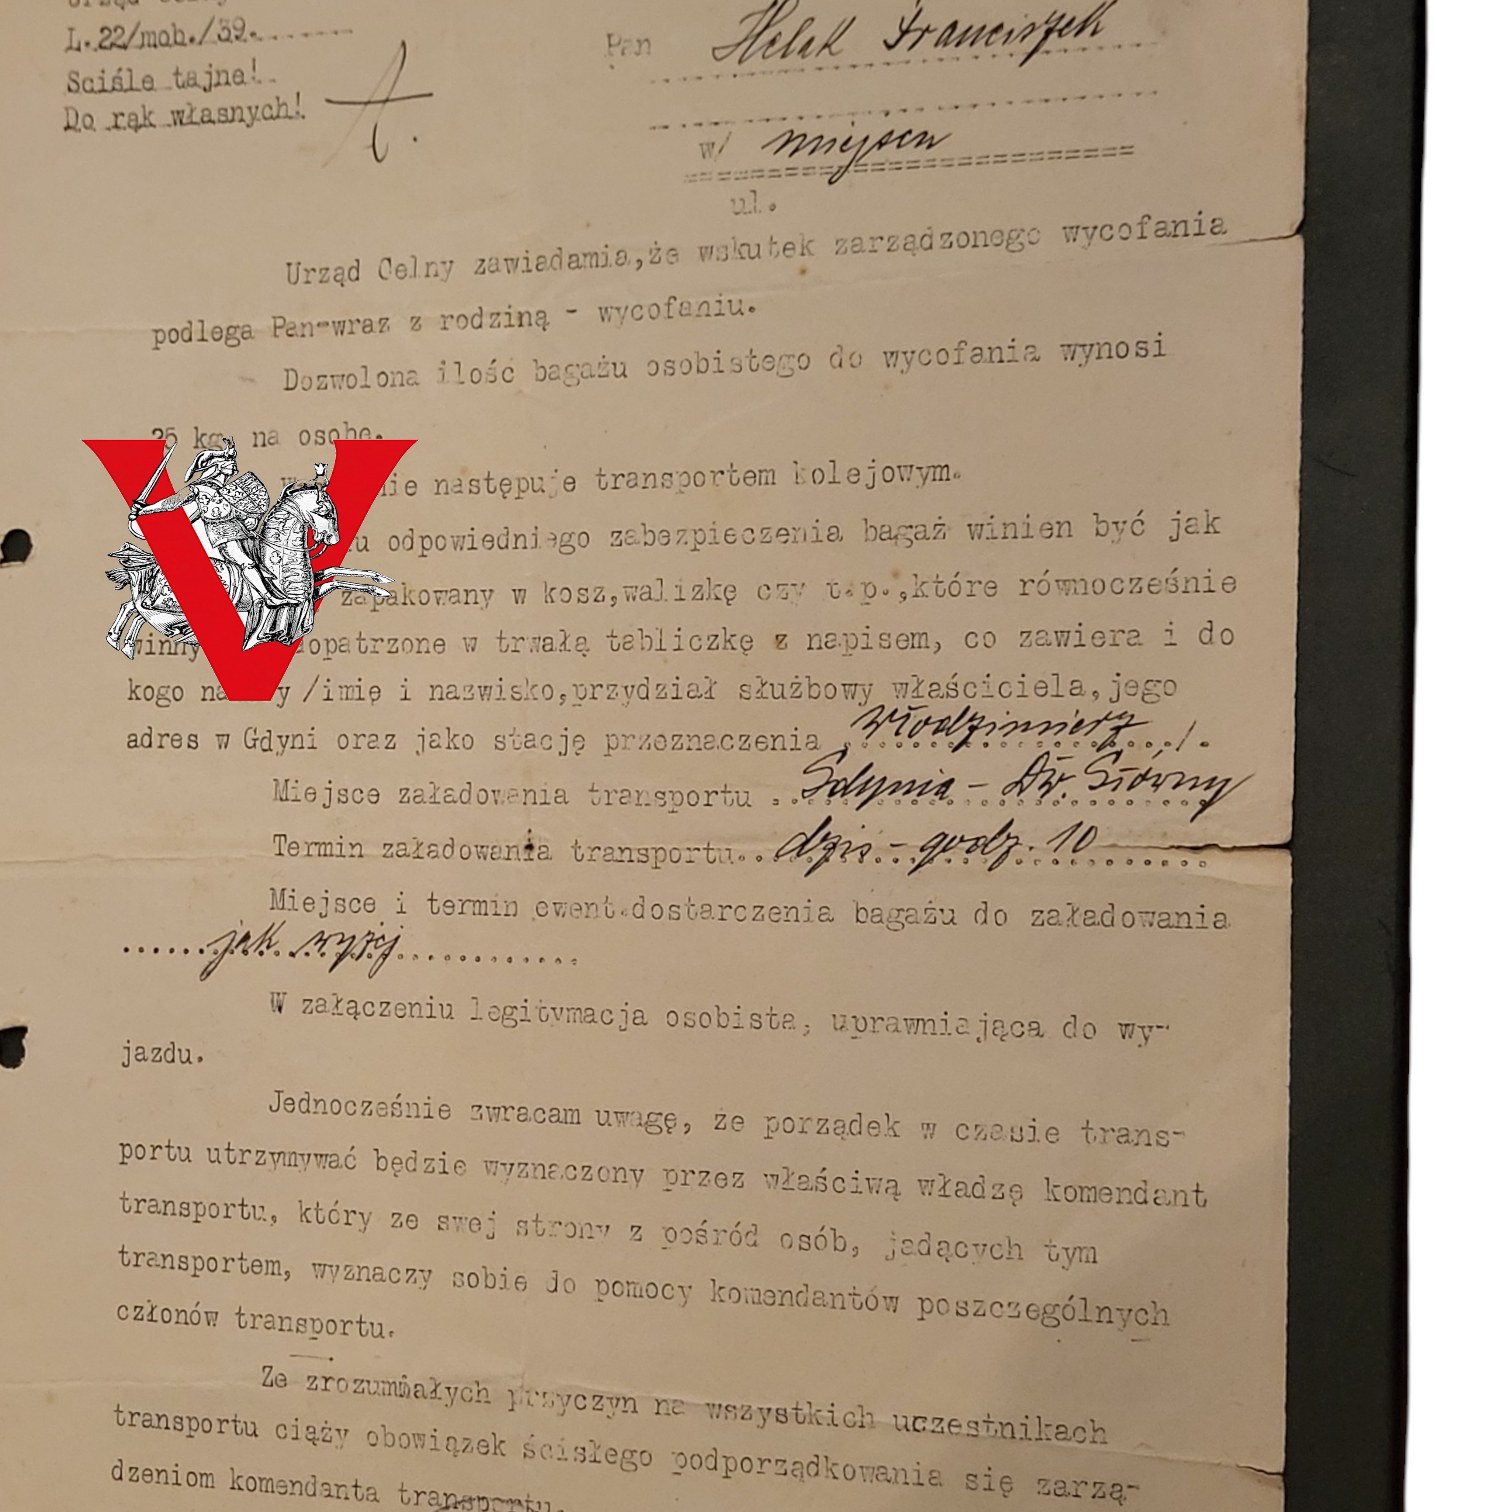 Urząd Celny
L.22/mob./39.
Sciśle tajne!
Do rąk własnych!
Pan Helak Franciszek
w/ miejscu
ul.
Urząd Celny zawiadamia,że wskutek zarządzonego wycofania
podlega Pan-wraz z rodziną - wycofaniu.
Dozwolona ilość bagażu osobistego do wycofania wynosi
25 kg. na osobę.
nie następuje transportem kolejowym.
odpowiedniego zabezpieczenia bagaż winien być jak
zapakowany w kosz,walizkę czy t.p.,które równocześnie
winny opatrzone w trwałą tabliczkę z napisem, co zawiera i do
kogo należy /imię i nazwisko,przydział służbowy właściciela,jego
adres w Gdyni oraz jako stację przeznaczenia Włodzimierz /.
Miejsce załadowania transportu Gdynia - Dw. Główny
Termin załadowania transportu dziś - godz. 10
Miejsce i termin ewent.dostarczenia bagażu do załadowania
jak wyżej
W załączeniu legitymacja osobista, uprawniająca do wy-
jazdu.
Jednocześnie zwracam uwagę, że porządek w czasie trans-
portu utrzymywać będzie wyznaczony przez właściwą władzę komendant
transportu, który ze swej strony z pośród osób, jadących tym
transportem, wyznaczy sobie do pomocy komendantów poszczególnych
członów transportu.
Ze zrozumiałych przyczyn na wszystkich uczestnikach
transportu ciąży obowiązek ścisłego podporządkowania się zarzą-
dzeniom komendanta transportu.